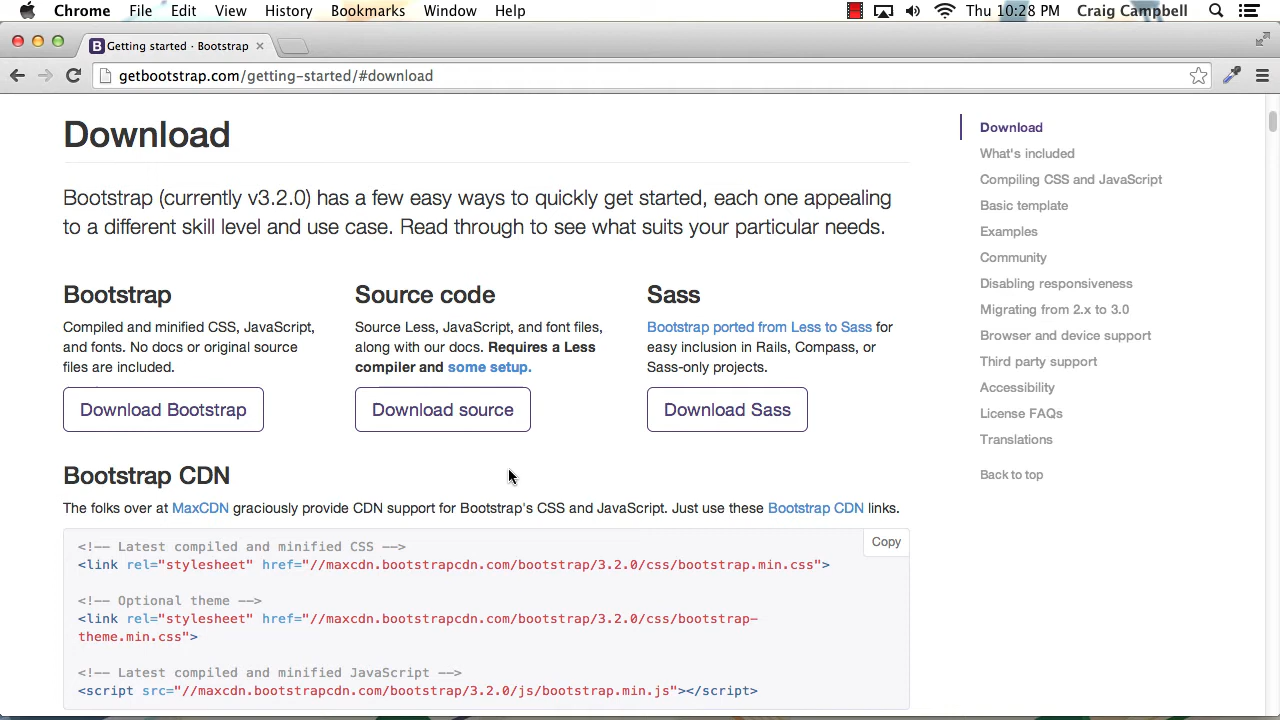 Chrome File Edit View History Bookmarks Window Help Thu 10:28 PM Craig Campbell
B Getting started · Bootstrap ×
getbootstrap.com/getting-started/#download
Download
Bootstrap (currently v3.2.0) has a few easy ways to quickly get started, each one appealing
to a different skill level and use case. Read through to see what suits your particular needs.
Bootstrap
Compiled and minified CSS, JavaScript,
and fonts. No docs or original source
files are included.
Download Bootstrap
Source code
Source Less, JavaScript, and font files,
along with our docs. Requires a Less
compiler and some setup.
Download source
Sass
Bootstrap ported from Less to Sass for
easy inclusion in Rails, Compass, or
Sass-only projects.
Download Sass
Bootstrap CDN
The folks over at MaxCDN graciously provide CDN support for Bootstrap's CSS and JavaScript. Just use these Bootstrap CDN links.
Copy
<!-- Latest compiled and minified CSS -->
<link rel="stylesheet" href="//maxcdn.bootstrapcdn.com/bootstrap/3.2.0/css/bootstrap.min.css">
<!-- Optional theme -->
<link rel="stylesheet" href="//maxcdn.bootstrapcdn.com/bootstrap/3.2.0/css/bootstrap-
theme.min.css">
<!-- Latest compiled and minified JavaScript -->
<script src="//maxcdn.bootstrapcdn.com/bootstrap/3.2.0/js/bootstrap.min.js"></script>
Download
What's included
Compiling CSS and JavaScript
Basic template
Examples
Community
Disabling responsiveness
Migrating from 2.x to 3.0
Browser and device support
Third party support
Accessibility
License FAQs
Translations
Back to top